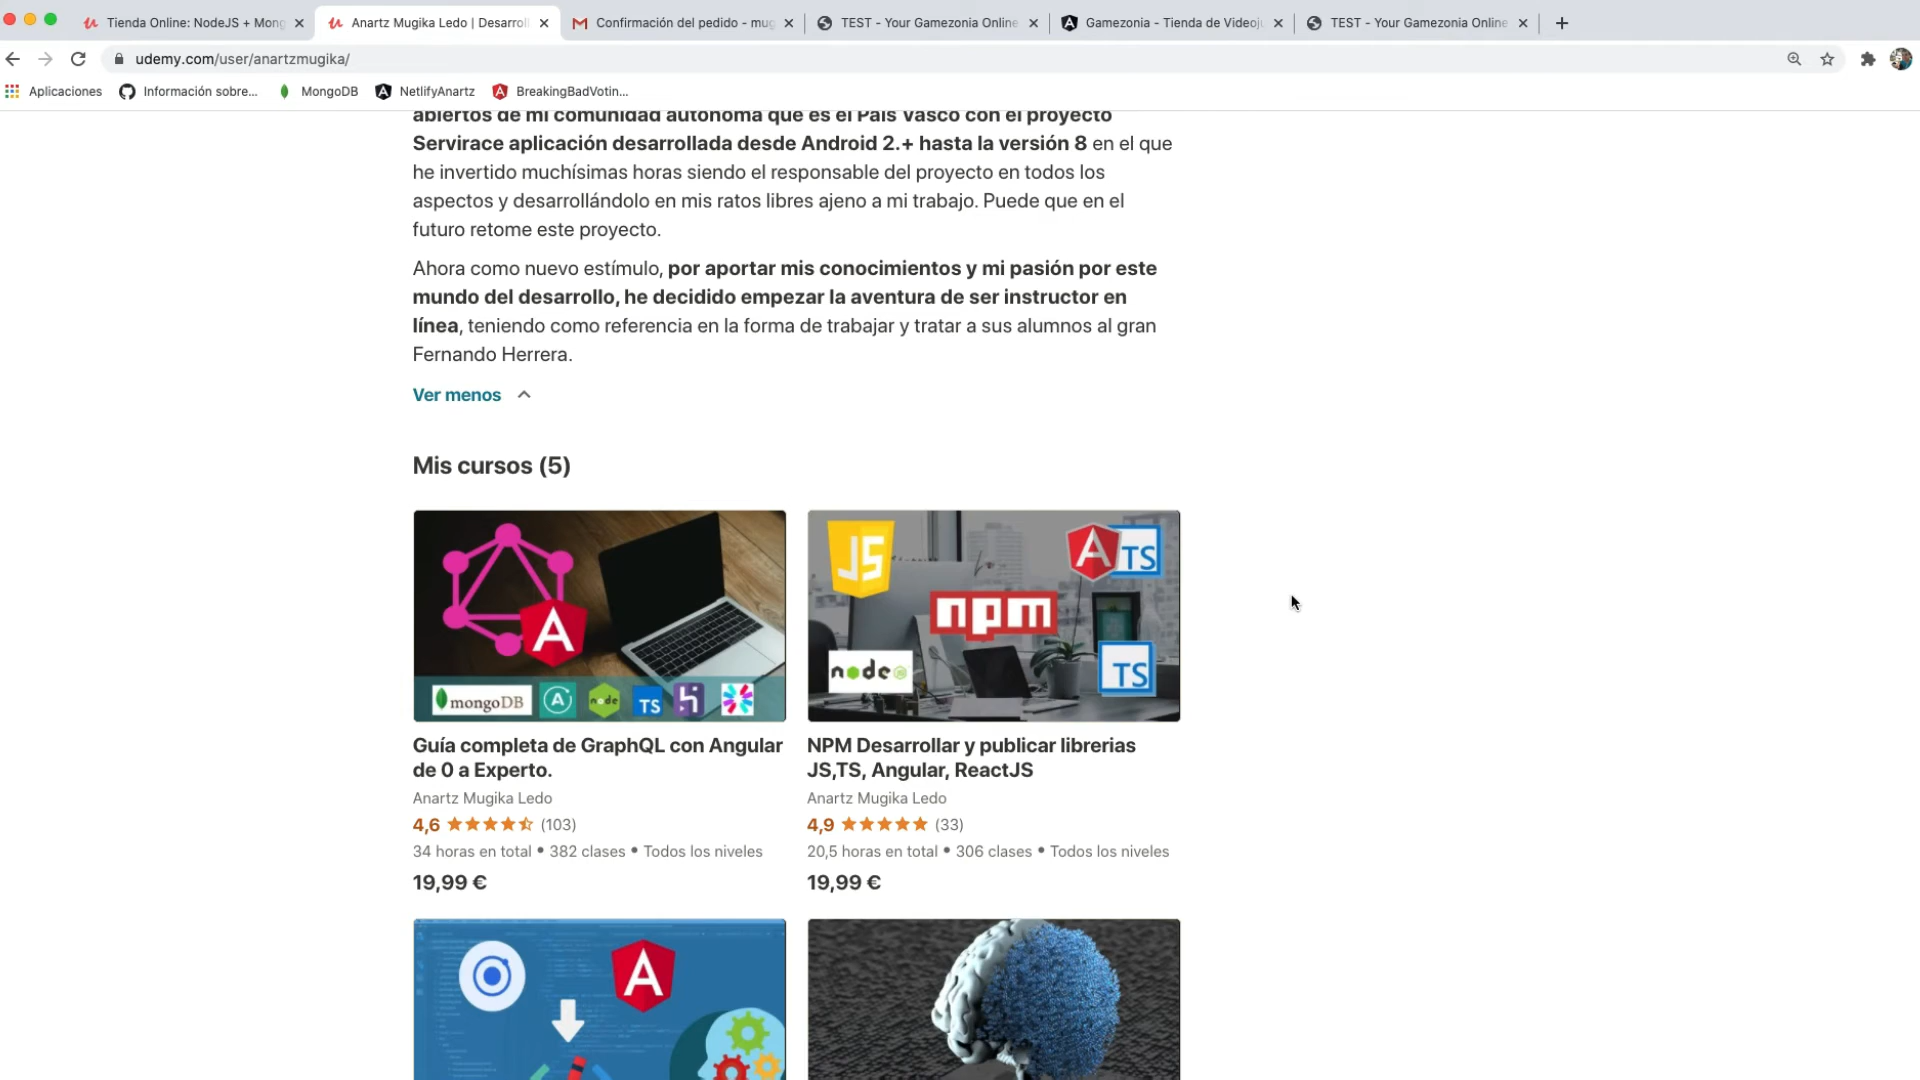 Tienda Online: NodeJS + Mong
Anartz Mugika Ledo | Desarroll
Confirmación del pedido - mug
TEST - Your Gamezonia Online
Gamezonia - Tienda de Videoju
TEST - Your Gamezonia Online
udemy.com/user/anartzmugika/
Aplicaciones
Información sobre...
MongoDB
NetlifyAnartz
BreakingBadVotin...
abiertos de mi comunidad autónoma que es el País Vasco con el proyecto
Servirace aplicación desarrollada desde Android 2.+ hasta la versión 8 en el que
he invertido muchísimas horas siendo el responsable del proyecto en todos los
aspectos y desarrollándolo en mis ratos libres ajeno a mi trabajo. Puede que en el
futuro retome este proyecto.
Ahora como nuevo estímulo, por aportar mis conocimientos y mi pasión por este
mundo del desarrollo, he decidido empezar la aventura de ser instructor en
línea, teniendo como referencia en la forma de trabajar y tratar a sus alumnos al gran
Fernando Herrera.
Ver menos
Mis cursos (5)
A
mongoDB
A
node
TS
JS
A
TS
npm
node
TS
Guía completa de GraphQL con Angular
de 0 a Experto.
Anartz Mugika Ledo
4,6 (103)
34 horas en total • 382 clases • Todos los niveles
19,99 €
NPM Desarrollar y publicar librerias
JS,TS, Angular, ReactJS
Anartz Mugika Ledo
4,9 (33)
20,5 horas en total • 306 clases • Todos los niveles
19,99 €
A